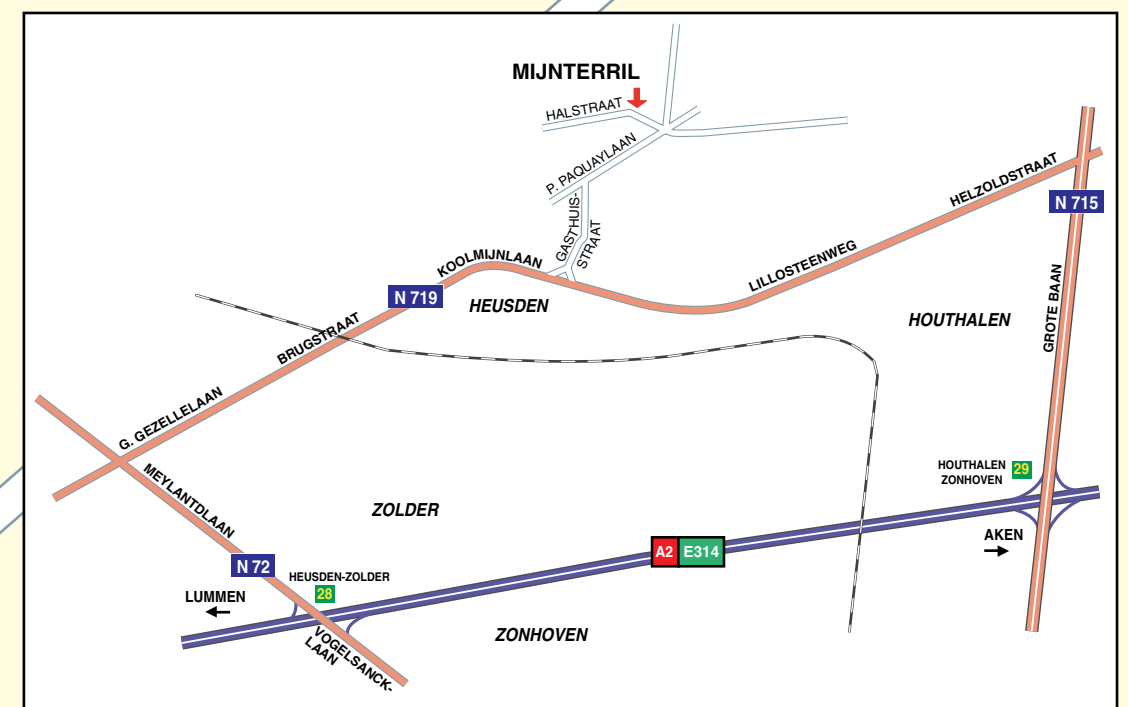 MIJNTERRIL
HALSTRAAT
P. PAQUAYLAAN
GASTHUIS-
STRAAT
HELZOLDSTRAAT
N 715
KOOLMIJNLAAN
LILLOSTEENWEG
N 719
HEUSDEN
HOUTHALEN
GROTE BAAN
BRUGSTRAAT
G. GEZELLELAAN
MEYLANTDLAAN
HOUTHALEN
ZONHOVEN
29
ZOLDER
AKEN
A2 E314
N 72
HEUSDEN-ZOLDER
28
LUMMEN
ZONHOVEN
VOGELSANCK-
LAAN